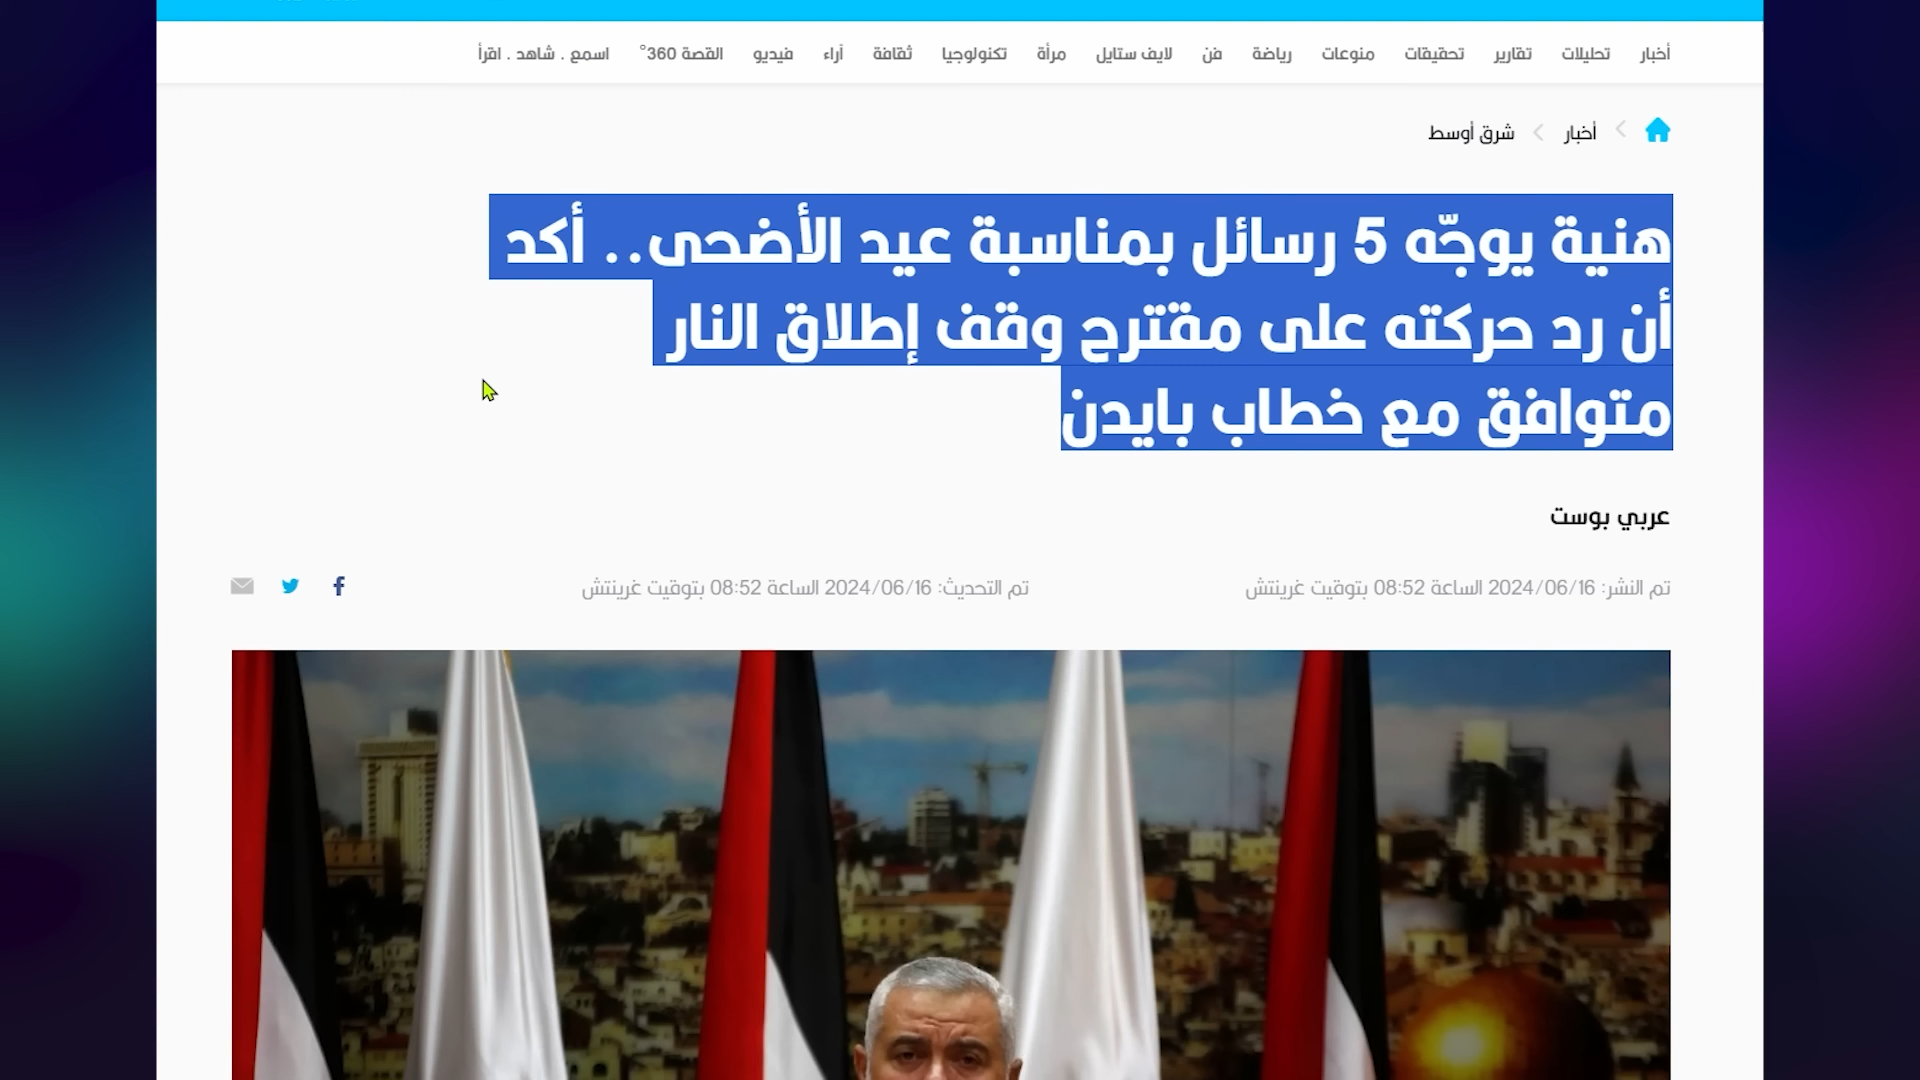 أخبار تحليلات تقارير تحقيقات منوعات رياضة فن لايف ستايل مرأة تكنولوجيا ثقافة آراء فيديو القصة 360° اسمع . شاهد . اقرأ
أخبار شرق أوسط
هنية يوجّه 5 رسائل بمناسبة عيد الأضحى.. أكد
أن رد حركته على مقترح وقف إطلاق النار
متوافق مع خطاب بايدن
عربي بوست
تم النشر: 2024/06/16 الساعة 08:52 بتوقيت غرينتش تم التحديث: 2024/06/16 الساعة 08:52 بتوقيت غرينتش